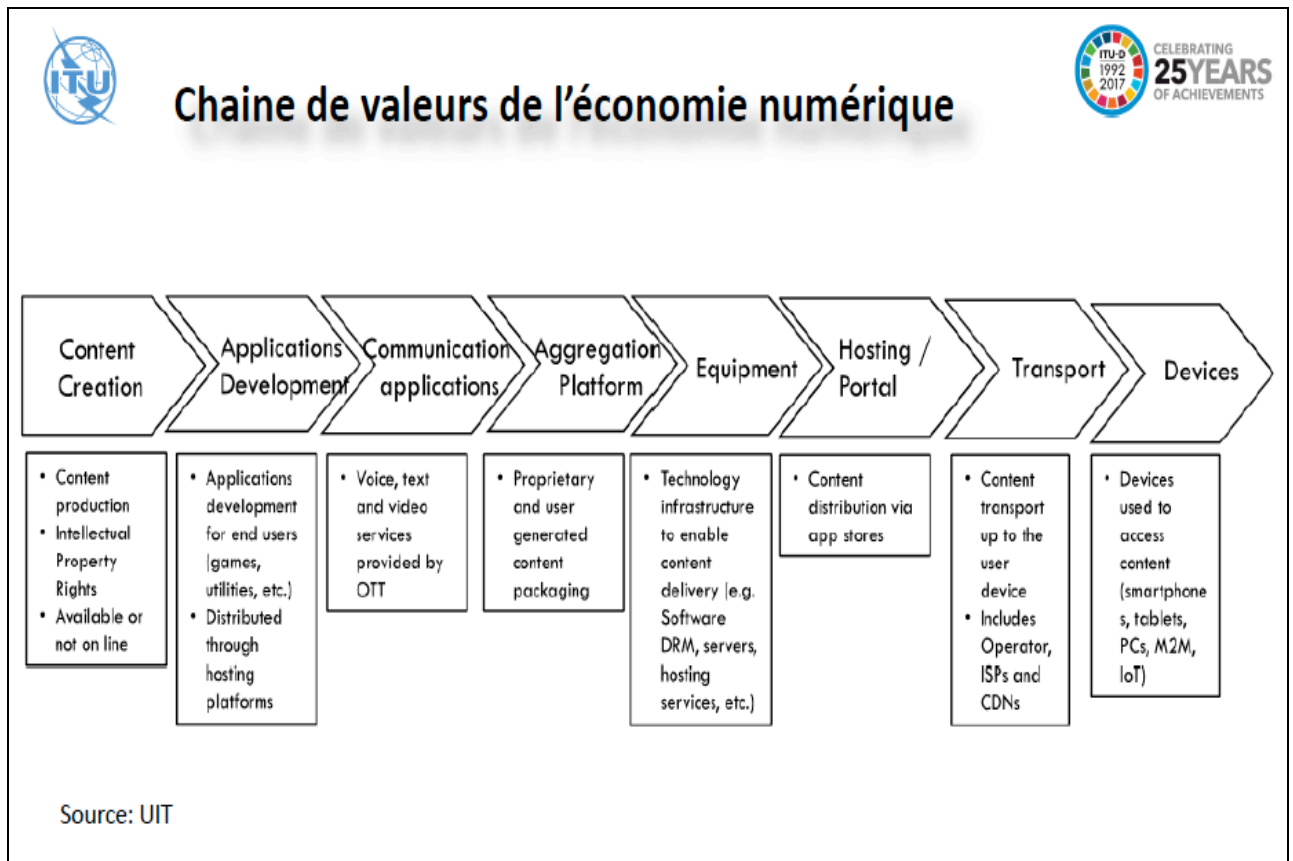 ITU
ITU-D
1992
2017
CELEBRATING
25YEARS
OF ACHIEVEMENTS
Chaine de valeurs de l'économie numérique
Content
Creation
Applications
Development
Communication
applications
Aggregation
Platform
Equipment
Hosting /
Portal
Transport
Devices
• Content
production
• Intellectual
Property
Rights
• Available or
not on line
• Applications
development
for end users
(games,
utilities, etc.)
• Distributed
through
hosting
platforms
• Voice, text
and video
services
provided by
OTT
• Proprietary
and user
generated
content
packaging
• Technology
infrastructure
to enable
content
delivery (e.g.
Software
DRM, servers,
hosting
services, etc.)
• Content
distribution via
app stores
• Content
transport
up to the
user
device
• Includes
Operator,
ISPs and
CDNs
• Devices
used to
access
content
(smartphone
s, tablets,
PCs, M2M,
IoT)
Source: UIT